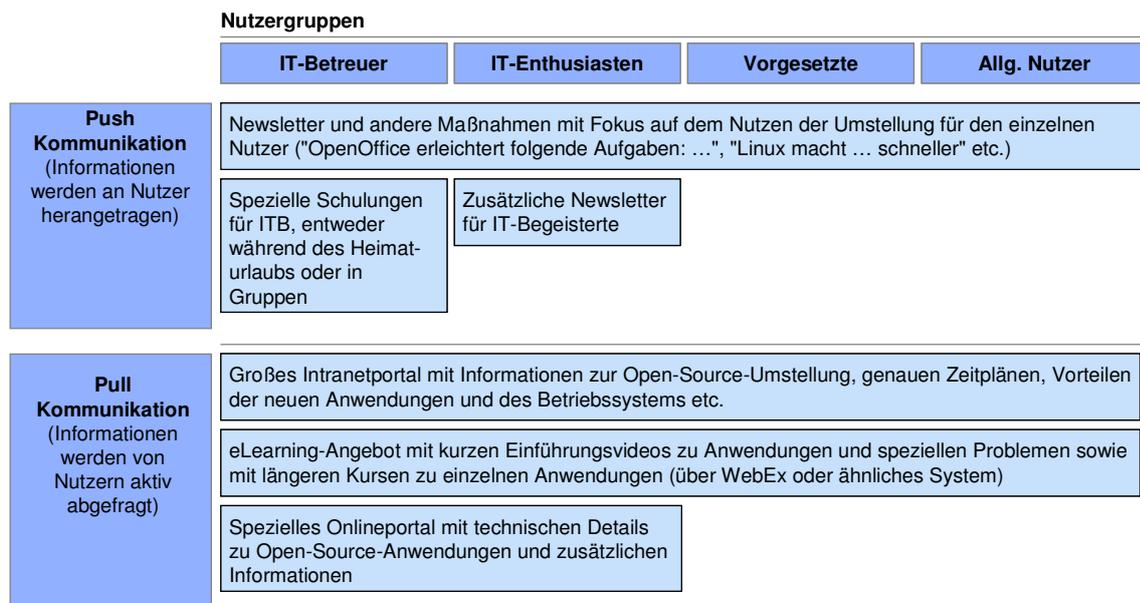 Nutzergruppen
IT-Betreuer
IT-Enthusiasten
Vorgesetzte
Allg. Nutzer
Push
Kommunikation
(Informationen
werden an Nutzer
herangetragen)
Newsletter und andere Maßnahmen mit Fokus auf dem Nutzen der Umstellung für den einzelnen
Nutzer ("OpenOffice erleichtert folgende Aufgaben: …", "Linux macht … schneller" etc.)
Spezielle Schulungen
für ITB, entweder
während des Heimat-
urlaubs oder in
Gruppen
Zusätzliche Newsletter
für IT-Begeisterte
Pull
Kommunikation
(Informationen
werden von
Nutzern aktiv
abgefragt)
Großes Intranetportal mit Informationen zur Open-Source-Umstellung, genauen Zeitplänen, Vorteilen
der neuen Anwendungen und des Betriebssystems etc.
eLearning-Angebot mit kurzen Einführungsvideos zu Anwendungen und speziellen Problemen sowie
mit längeren Kursen zu einzelnen Anwendungen (über WebEx oder ähnliches System)
Spezielles Onlineportal mit technischen Details
zu Open-Source-Anwendungen und zusätzlichen
Informationen